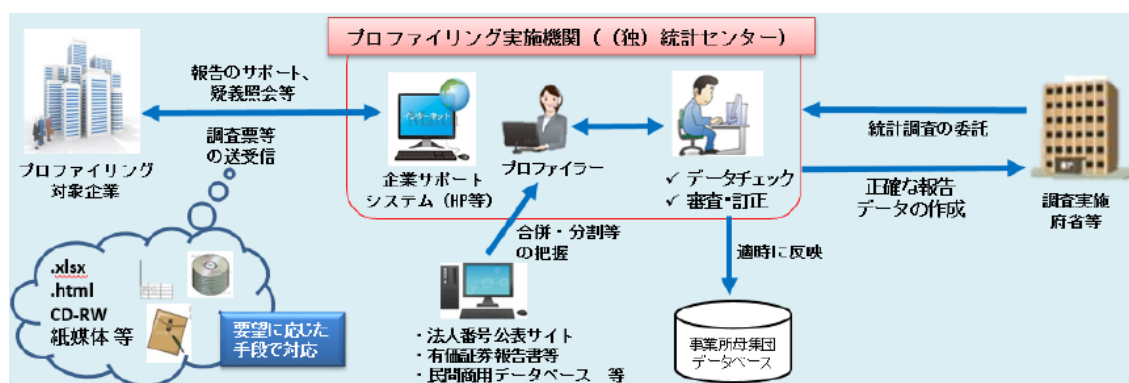 プロファイリング実施機関（（独）統計センター）
報告のサポート、
疑義照会等
調査票等
の送受信
プロファイリング
対象企業
インターネット
企業サポート
システム（HP等）
プロファイラー
✓ データチェック
✓ 審査・訂正
統計調査の委託
正確な報告
データの作成
調査実施
府省等
合併・分割等
の把握
適時に反映
.xlsx
.html
CD-RW
紙媒体 等
要望に応じた
手段で対応
・法人番号公表サイト
・有価証券報告書等
・民間商用データベース 等
事業所母集団
データベース